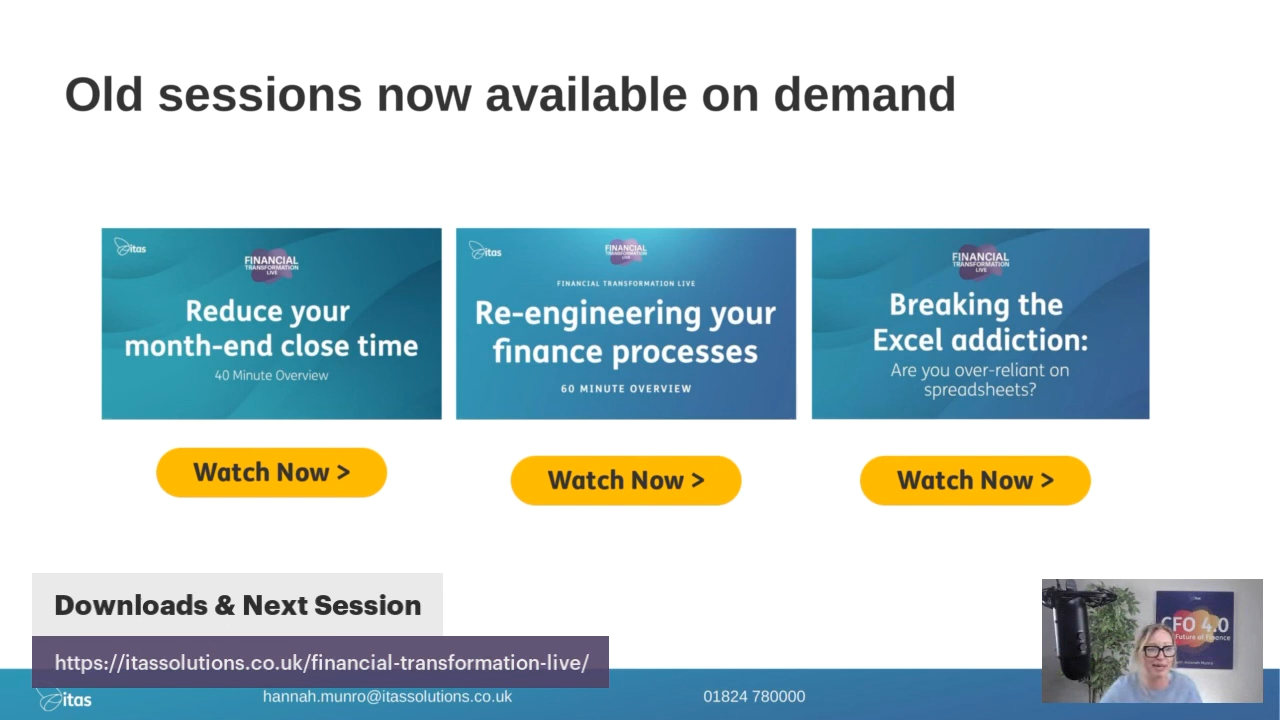 Old sessions now available on demand
itas
FINANCIAL
TRANSFORMATION
LIVE
Reduce your
month-end close time
40 Minute Overview
Watch Now >
itas
FINANCIAL
TRANSFORMATION
LIVE
FINANCIAL TRANSFORMATION LIVE
Re-engineering your
finance processes
60 MINUTE OVERVIEW
Watch Now >
FINANCIAL
TRANSFORMATION
LIVE
Breaking the
Excel addiction:
Are you over-reliant on
spreadsheets?
Watch Now >
Downloads & Next Session
https://itassolutions.co.uk/financial-transformation-live/
itas
hannah.munro@itassolutions.co.uk
01824 780000
CFO 4.0
Future of Finance